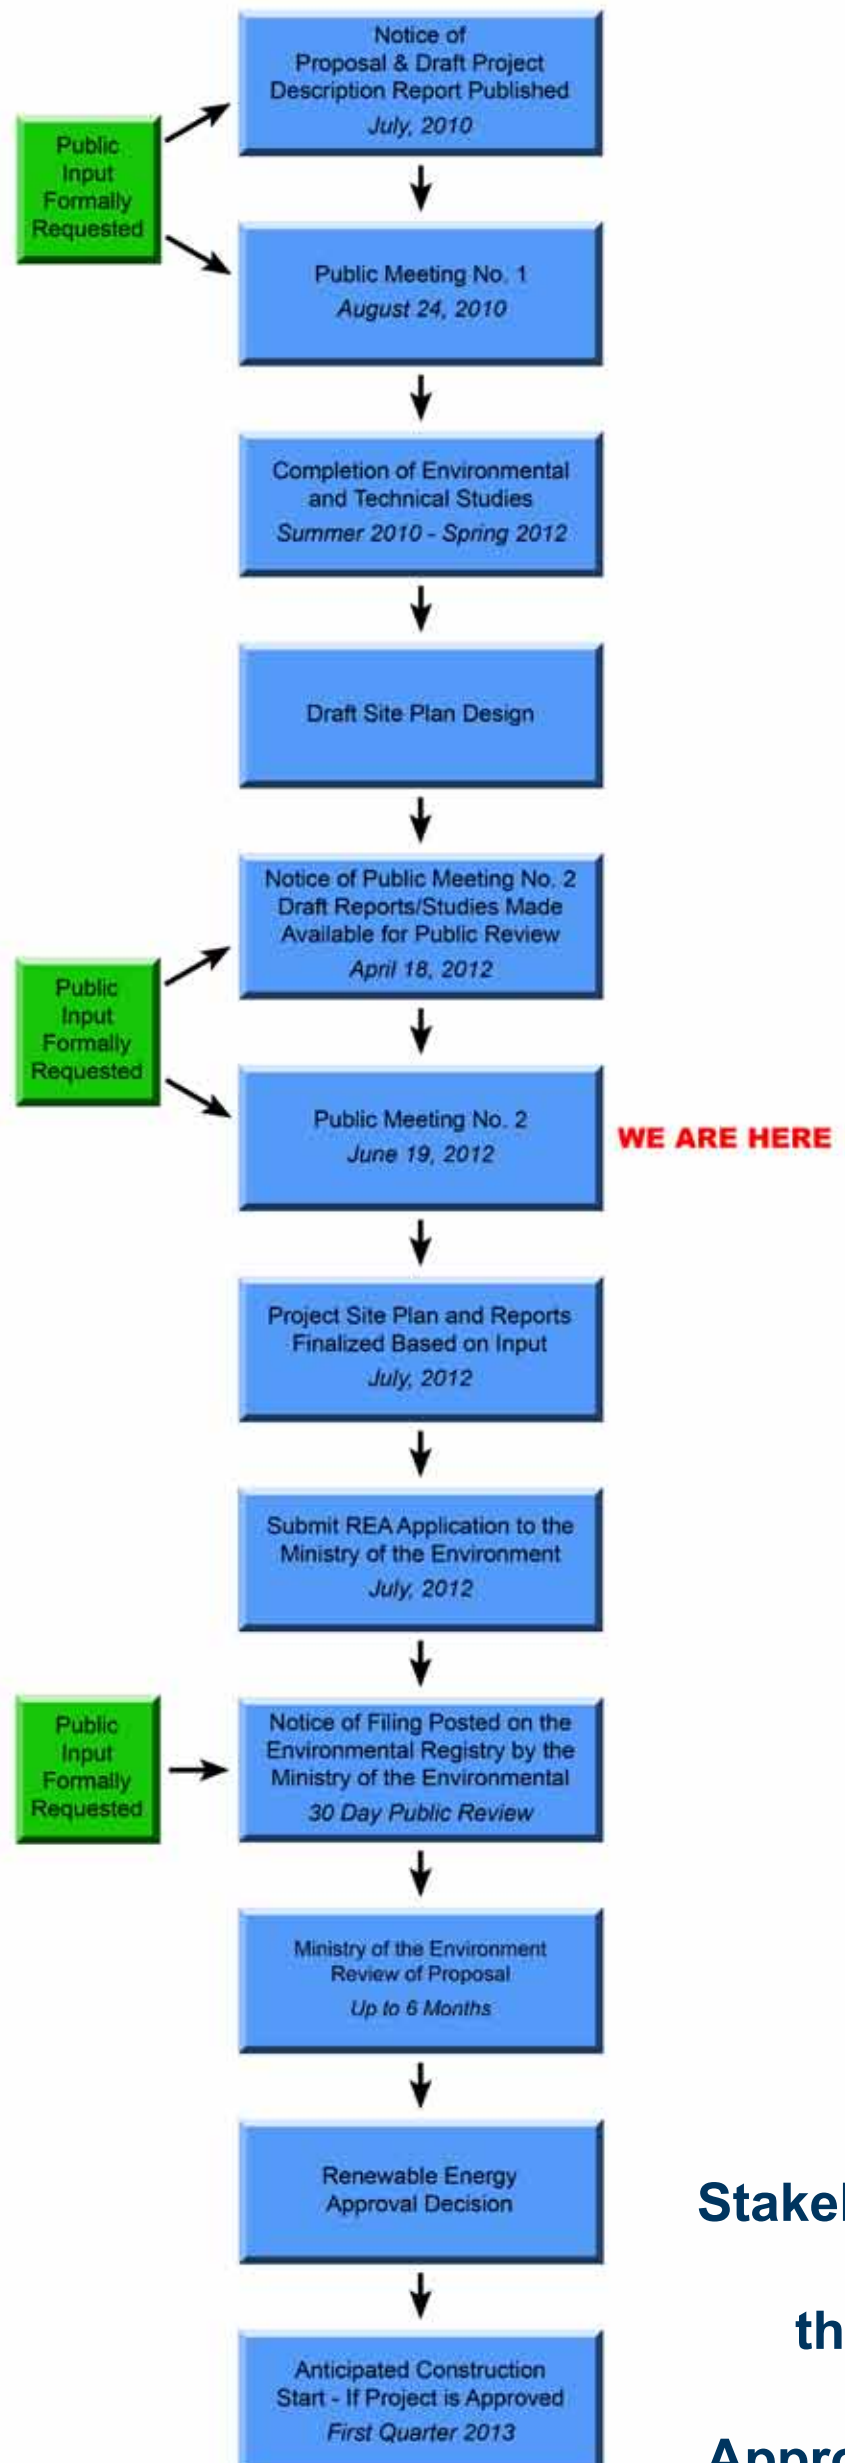 Notice of
Proposal & Draft Project
Description Report Published
July, 2010
Public
Input
Formally
Requested
Public Meeting No. 1
August 24, 2010
Completion of Environmental
and Technical Studies
Summer 2010 - Spring 2012
Draft Site Plan Design
Notice of Public Meeting No. 2
Draft Reports/Studies Made
Available for Public Review
April 18, 2012
Public
Input
Formally
Requested
Public Meeting No. 2
June 19, 2012
WE ARE HERE
Project Site Plan and Reports
Finalized Based on Input
July, 2012
Submit REA Application to the
Ministry of the Environment
July, 2012
Public
Input
Formally
Requested
Notice of Filing Posted on the
Environmental Registry by the
Ministry of the Environmental
30 Day Public Review
Ministry of the Environment
Review of Proposal
Up to 6 Months
Renewable Energy
Approval Decision
Anticipated Construction
Start - If Project is Approved
First Quarter 2013